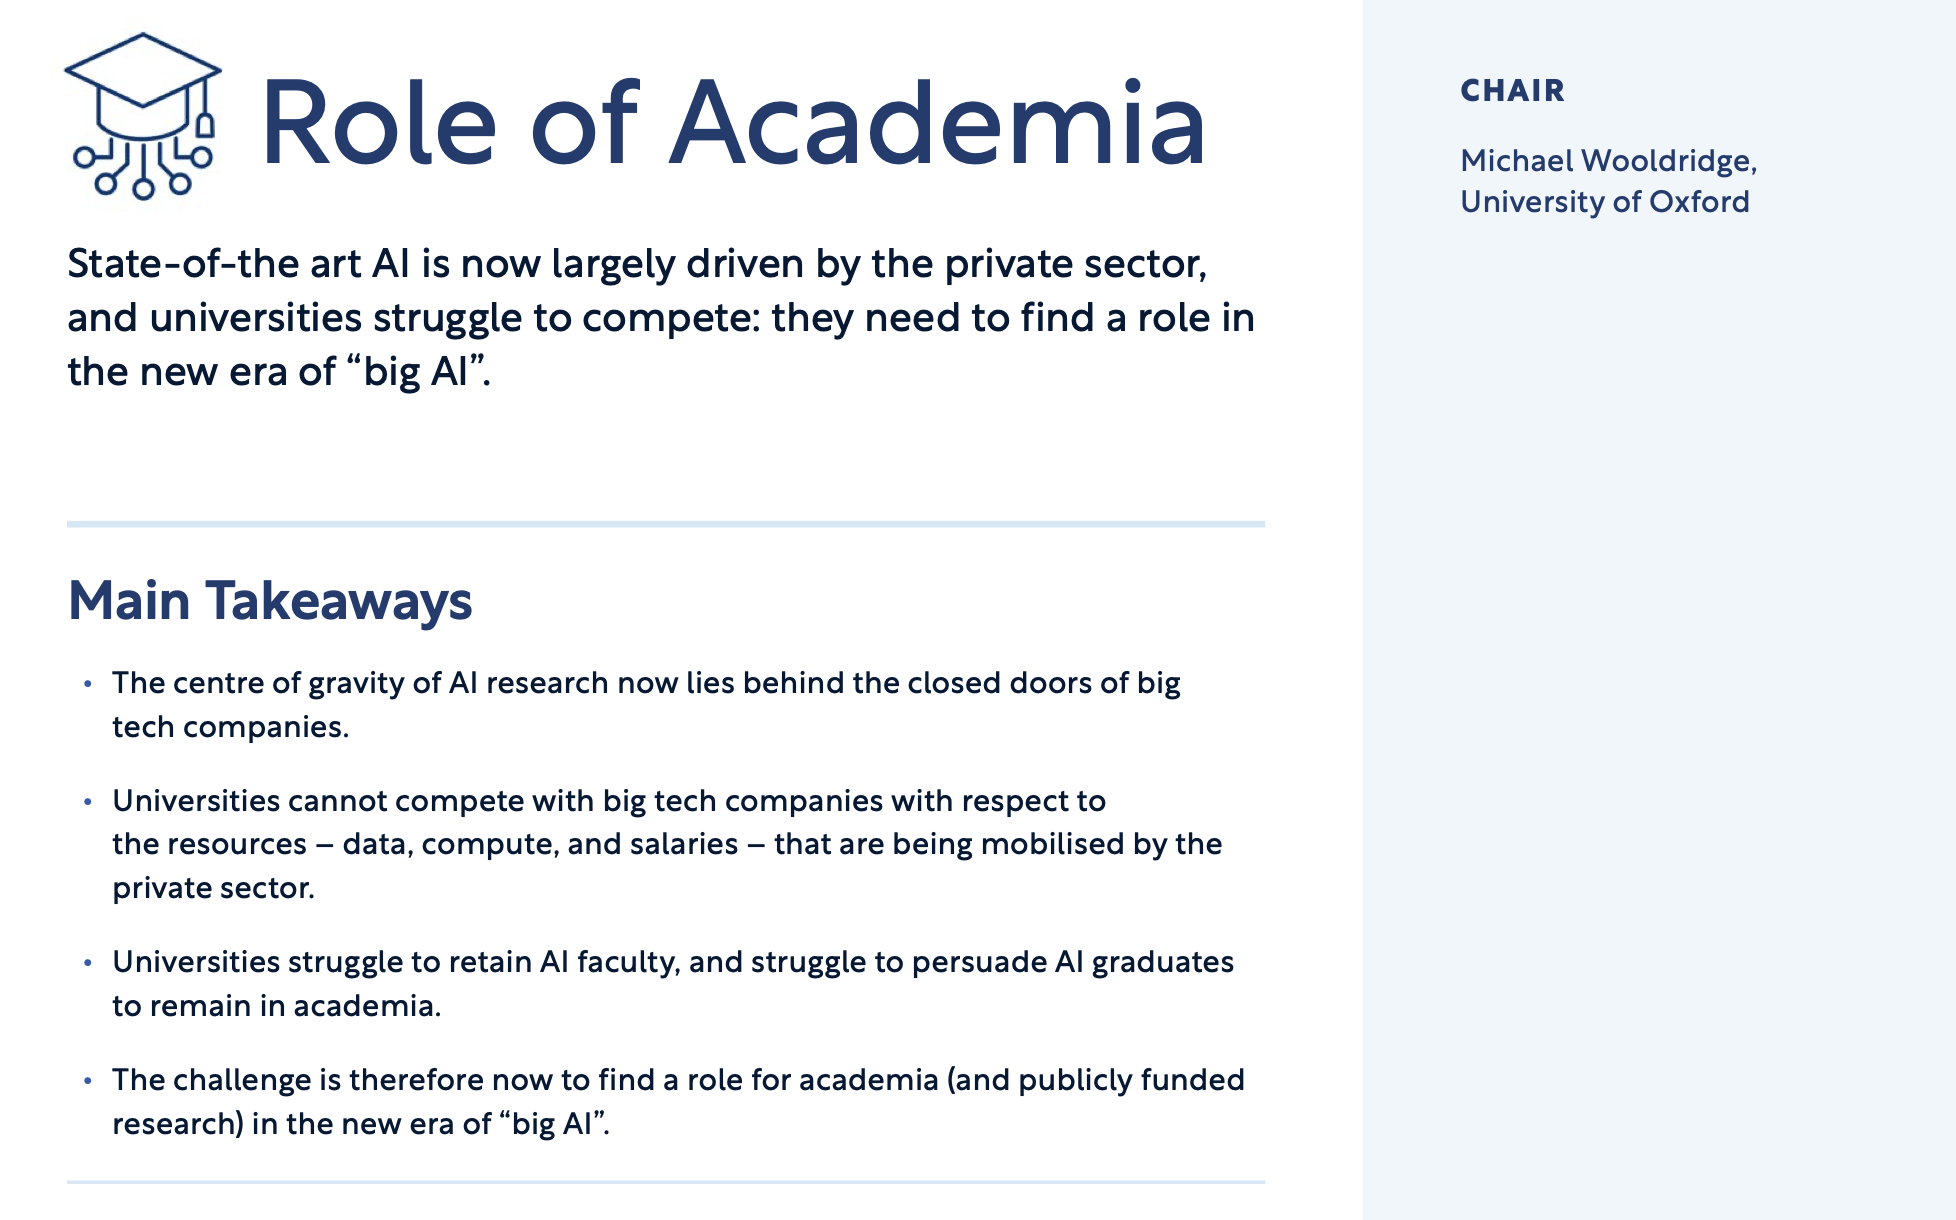 Role of Academia
State-of-the art AI is now largely driven by the private sector,
and universities struggle to compete: they need to find a role in
the new era of “big AI”.
Main Takeaways
• The centre of gravity of AI research now lies behind the closed doors of big
tech companies.
• Universities cannot compete with big tech companies with respect to
the resources – data, compute, and salaries – that are being mobilised by the
private sector.
• Universities struggle to retain AI faculty, and struggle to persuade AI graduates
to remain in academia.
• The challenge is therefore now to find a role for academia (and publicly funded
research) in the new era of “big AI”.
CHAIR
Michael Wooldridge,
University of Oxford